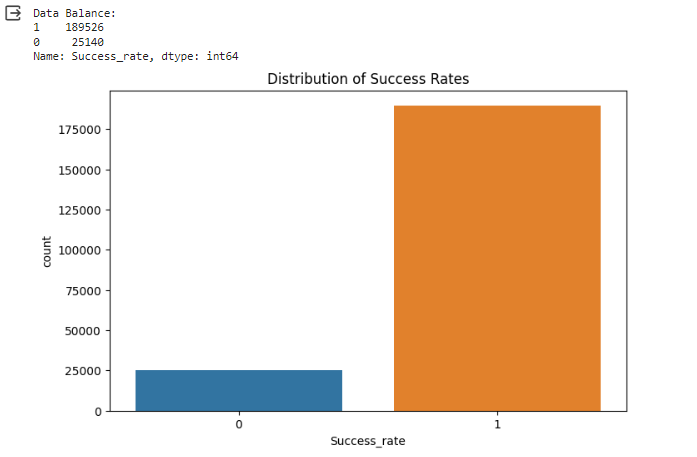 Data Balance:
1    189526
0     25140
Name: Success_rate, dtype: int64
Distribution of Success Rates
175000
150000
125000
100000
75000
50000
25000
0
count
0 1
Success_rate